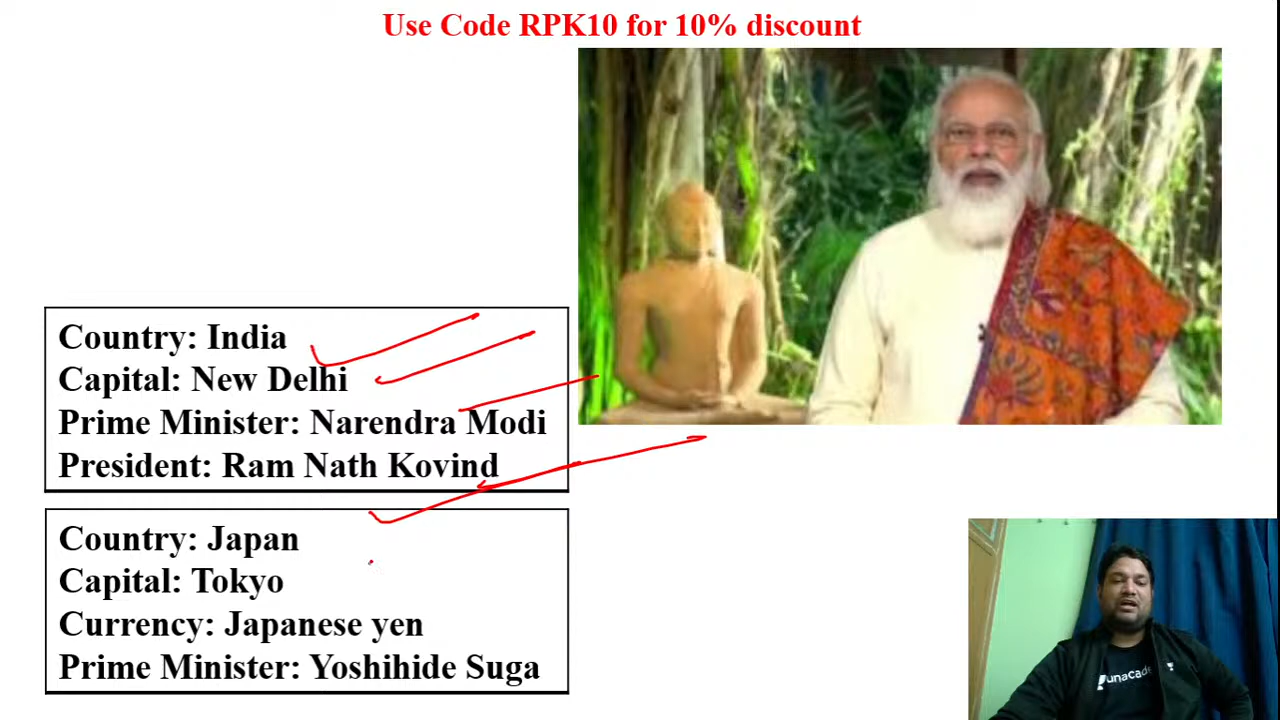 Use Code RPK10 for 10% discount
Country: India
Capital: New Delhi
Prime Minister: Narendra Modi
President: Ram Nath Kovind
Country: Japan
Capital: Tokyo
Currency: Japanese yen
Prime Minister: Yoshihide Suga